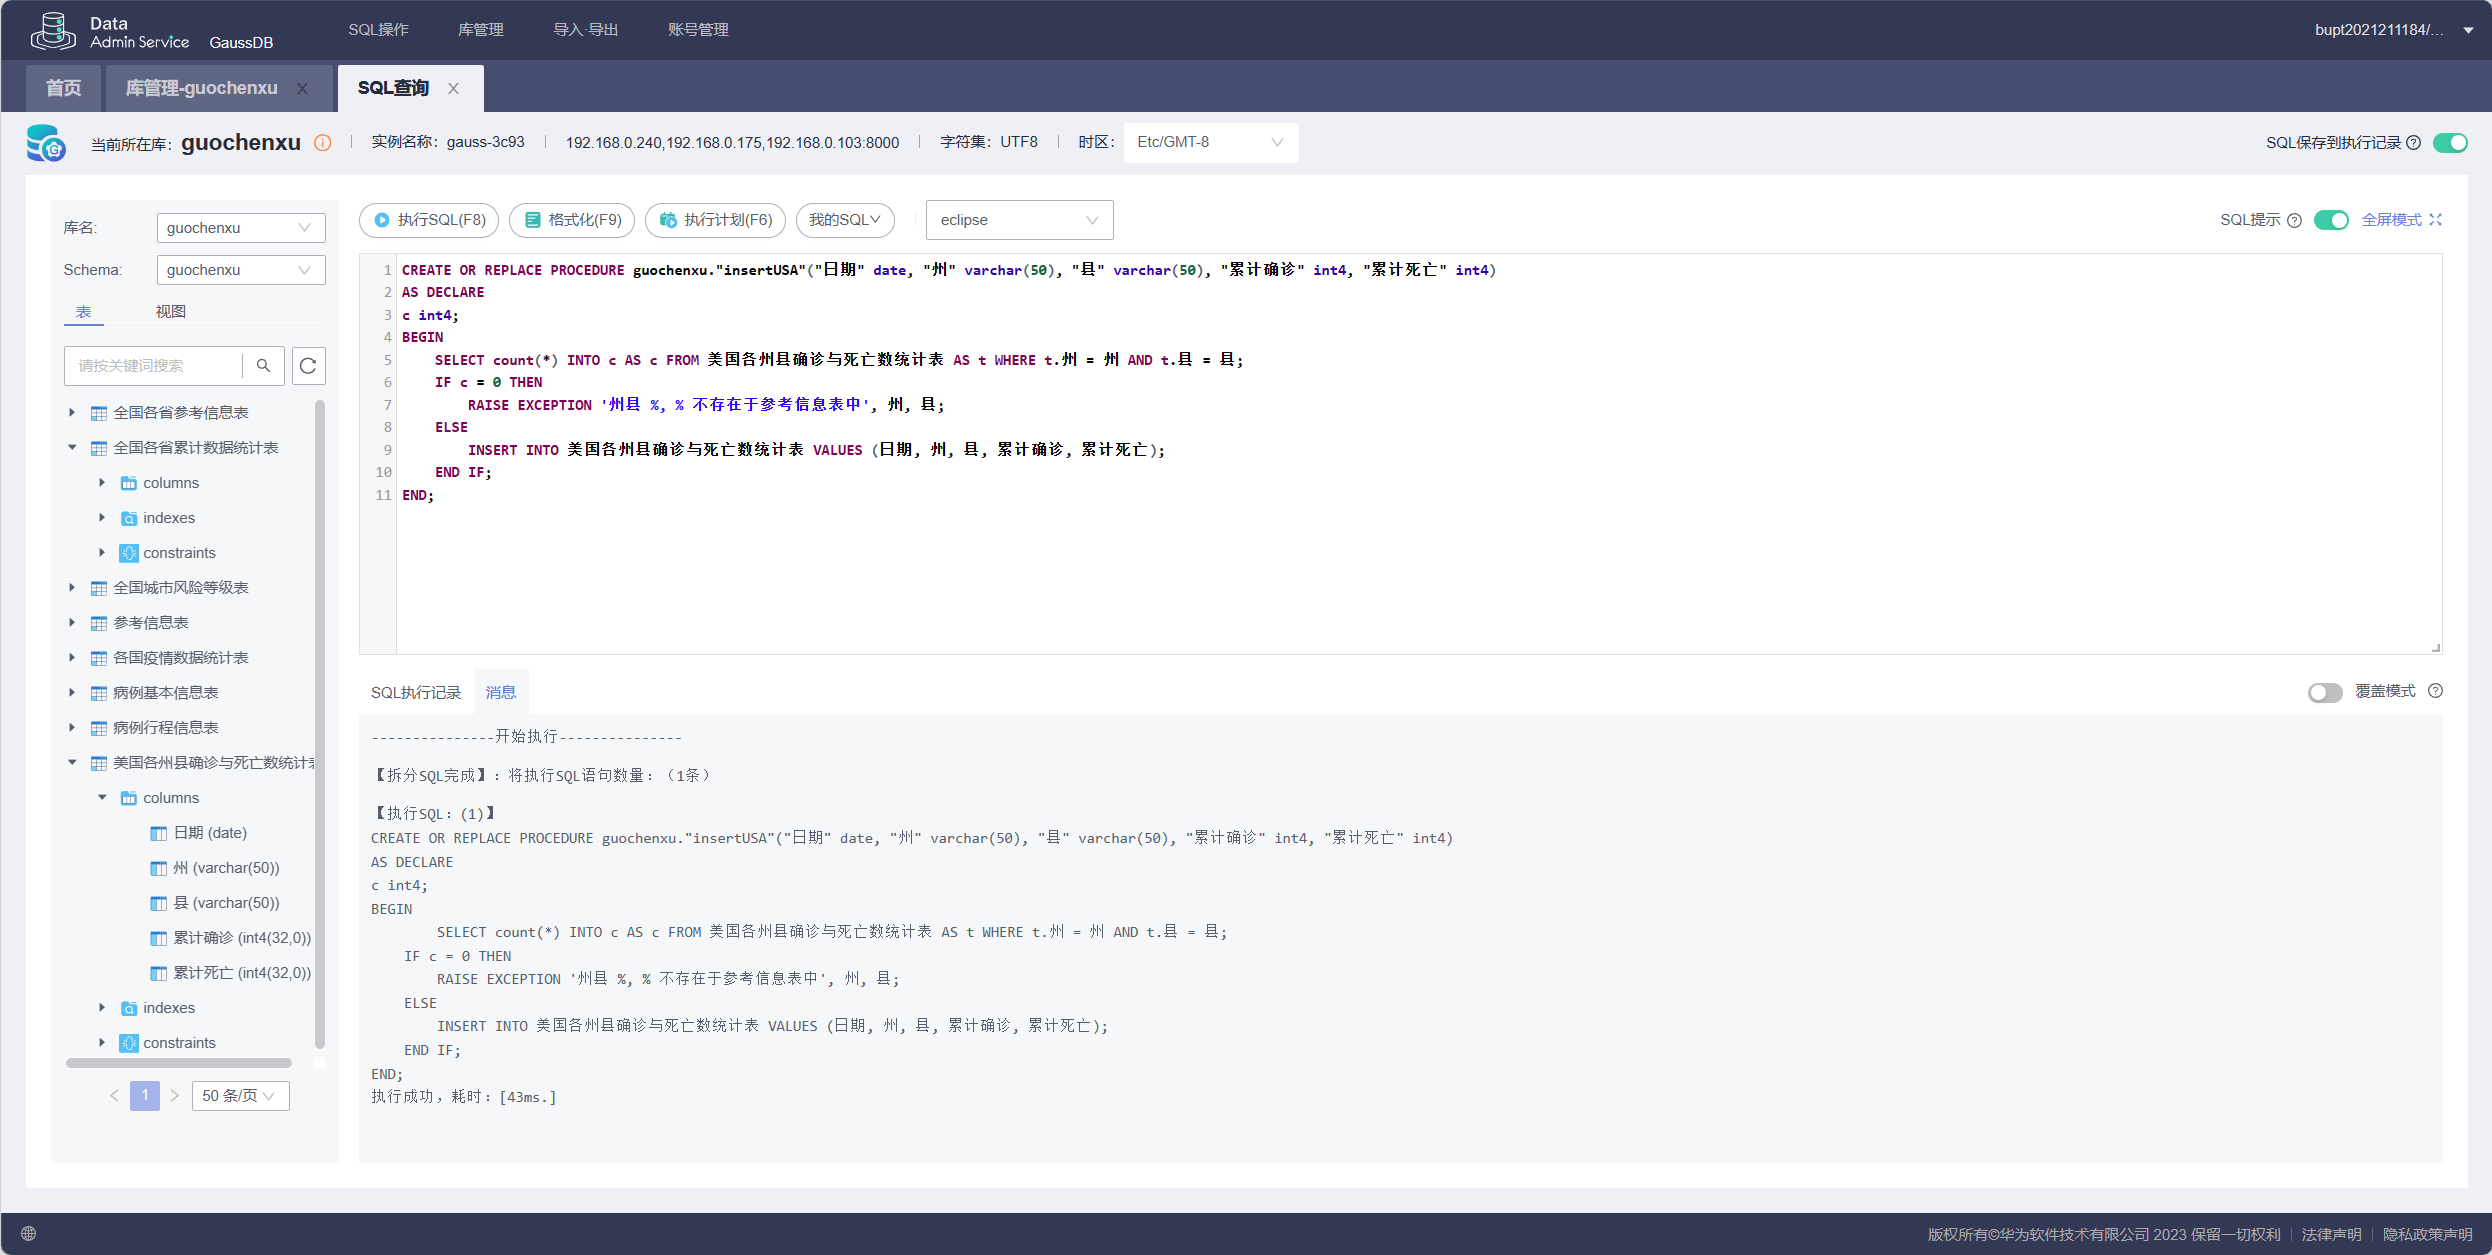 Data
Admin Service GaussDB SQL操作 库管理 导入·导出 账号管理 bupt2021211184/...
首页 库管理-guochenxu SQL查询
当前所在库: guochenxu 实例名称: gauss-3c93 192.168.0.240,192.168.0.175,192.168.0.103:8000 字符集: UTF8 时区: Etc/GMT-8 SQL保存到执行记录
库名: guochenxu
Schema: guochenxu
表 视图
请按关键词搜索
全国各省参考信息表
全国各省累计数据统计表
columns
indexes
constraints
全国城市风险等级表
参考信息表
各国疫情数据统计表
病例基本信息表
病例行程信息表
美国各州县确诊与死亡数统计表
columns
日期 (date)
州 (varchar(50))
县 (varchar(50))
累计确诊 (int4(32,0))
累计死亡 (int4(32,0))
indexes
constraints
1 50 条/页
执行SQL(F8) 格式化(F9) 执行计划(F6) 我的SQL eclipse SQL提示 全屏模式
1 CREATE OR REPLACE PROCEDURE guochenxu."insertUSA"("日期" date, "州" varchar(50), "县" varchar(50), "累计确诊" int4, "累计死亡" int4)
2 AS DECLARE
3 c int4;
4 BEGIN
5 SELECT count(*) INTO c AS c FROM 美国各州县确诊与死亡数统计表 AS t WHERE t.州 = 州 AND t.县 = 县;
6 IF c = 0 THEN
7 RAISE EXCEPTION '州县 %, % 不存在于参考信息表中', 州, 县;
8 ELSE
9 INSERT INTO 美国各州县确诊与死亡数统计表 VALUES (日期, 州, 县, 累计确诊, 累计死亡);
10 END IF;
11 END;
SQL执行记录 消息 覆盖模式
---------------开始执行---------------
【拆分SQL完成】：将执行SQL语句数量：（1条）
【执行SQL：(1)】
CREATE OR REPLACE PROCEDURE guochenxu."insertUSA"("日期" date, "州" varchar(50), "县" varchar(50), "累计确诊" int4, "累计死亡" int4)
AS DECLARE
c int4;
BEGIN
SELECT count(*) INTO c AS c FROM 美国各州县确诊与死亡数统计表 AS t WHERE t.州 = 州 AND t.县 = 县;
IF c = 0 THEN
RAISE EXCEPTION '州县 %, % 不存在于参考信息表中', 州, 县;
ELSE
INSERT INTO 美国各州县确诊与死亡数统计表 VALUES (日期, 州, 县, 累计确诊, 累计死亡);
END IF;
END;
执行成功，耗时：[43ms.]
版权所有©华为软件技术有限公司 2023 保留一切权利 法律声明 隐私政策声明